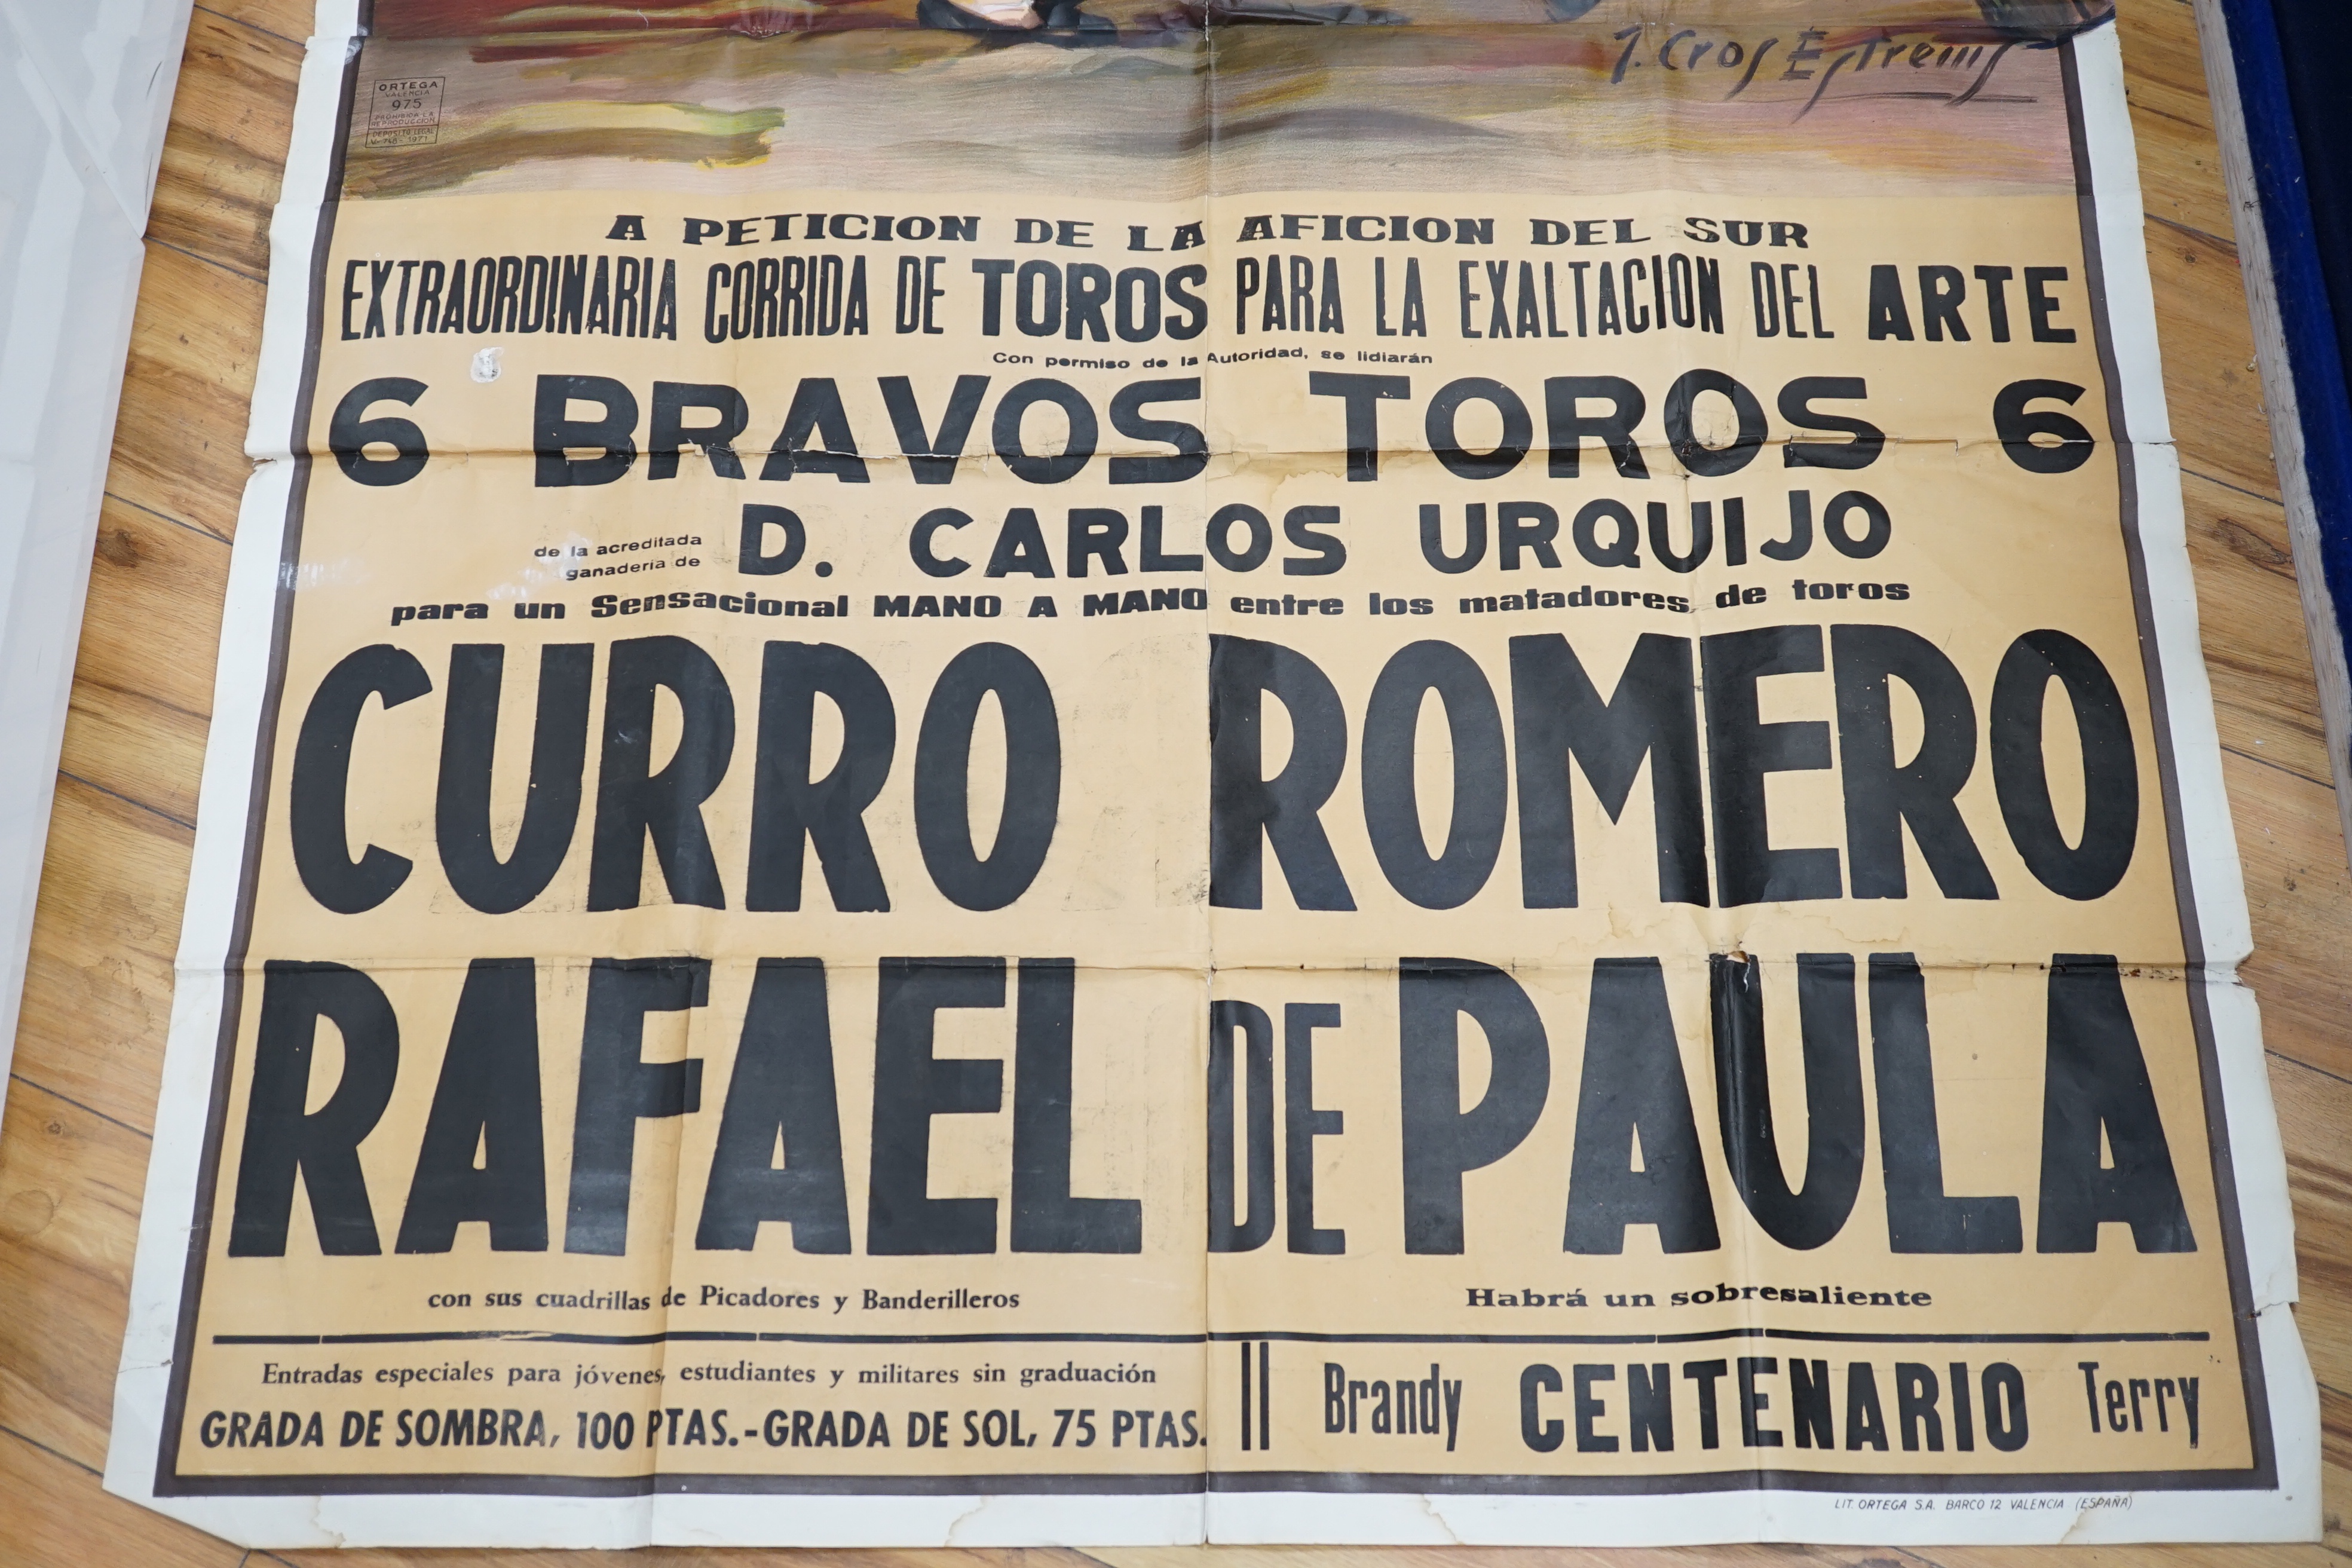 J. Cros Estrems
ORTEGA
VALENCIA
975
PROHIBIDA LA
REPRODUCCION
DEPOSITO LEGAL
1971
A PETICION DE LA AFICION DEL SUR
EXTRAORDINARIA CORRIDA DE TOROS PARA LA EXALTACION DEL ARTE
Con permiso de la Autoridad, se lidiarán
6 BRAVOS TOROS 6
de la acreditada
ganaderia de
D. CARLOS URQUIJO
para un Sensacional MANO A MANO entre los matadores de toros
CURRO ROMERO
RAFAEL DE PAULA
con sus cuadrillas de Picadores y Banderilleros
Habrá un sobresaliente
Entradas especiales para jóvenes, estudiantes y militares sin graduación
GRADA DE SOMBRA, 100 PTAS.-GRADA DE SOL, 75 PTAS.
Brandy CENTENARIO Terry
LIT. ORTEGA S.A. BARCO 12 VALENCIA (ESPAÑA)